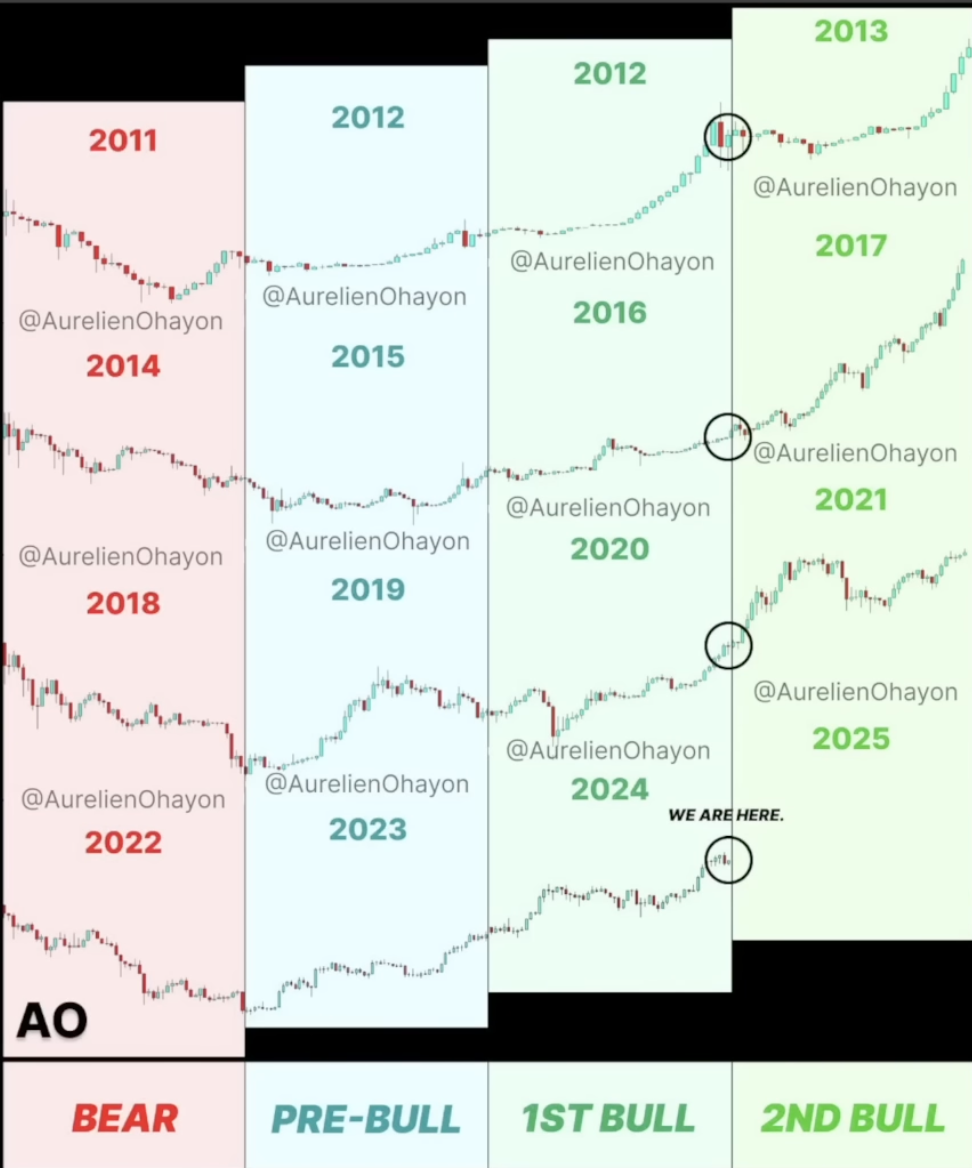 2011
2012
2012
2013
@AurelienOhayon
@AurelienOhayon
@AurelienOhayon
@AurelienOhayon
2014
2015
2016
2017
@AurelienOhayon
@AurelienOhayon
@AurelienOhayon
@AurelienOhayon
2018
2019
2020
2021
@AurelienOhayon
@AurelienOhayon
@AurelienOhayon
@AurelienOhayon
2022
2023
2024
2025
WE ARE HERE.
AO
BEAR
PRE-BULL
1ST BULL
2ND BULL